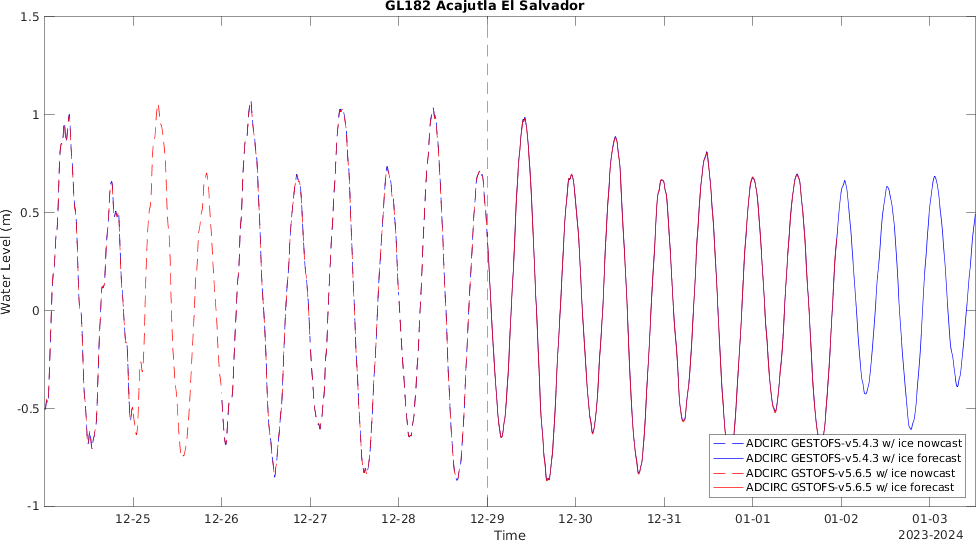 GL182 Acajutla El Salvador
1.5
1
0.5
0
-0.5
-1
Water Level (m)
12-25 12-26 12-27 12-28 12-29 12-30 12-31 01-01 01-02 01-03
Time
2023-2024
ADCIRC GESTOFS-v5.4.3 w/ ice nowcast
ADCIRC GESTOFS-v5.4.3 w/ ice forecast
ADCIRC GSTOFS-v5.6.5 w/ ice nowcast
ADCIRC GSTOFS-v5.6.5 w/ ice forecast